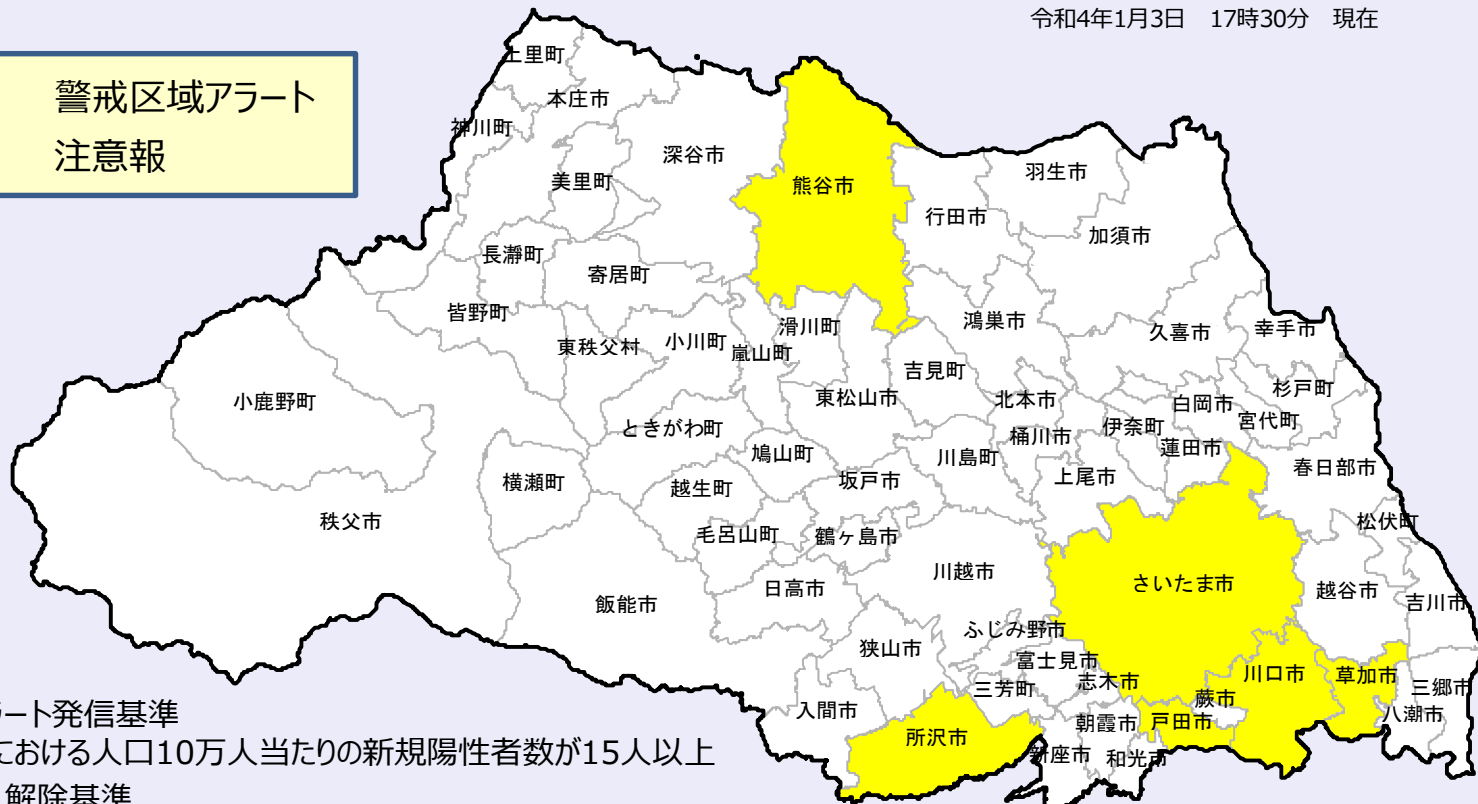 令和4年1月3日 17時30分 現在
警戒区域アラート
注意報
上里町
本庄市
神川町
深谷市
美里町
熊谷市
羽生市
行田市
加須市
長瀞町
寄居町
皆野町
東秩父村
小川町
嵐山町
滑川町
鴻巣市
久喜市
幸手市
吉見町
小鹿野町
東松山市
北本市
白岡市
杉戸町
宮代町
ときがわ町
伊奈町
桶川市
鳩山町
川島町
蓮田市
春日部市
横瀬町
越生町
坂戸市
上尾市
秩父市
毛呂山町
鶴ヶ島市
松伏町
川越市
さいたま市
日高市
飯能市
越谷市
吉川市
ふじみ野市
狭山市
富士見市
三芳町
志木市
川口市
草加市
三郷市
蕨市
入間市
所沢市
朝霞市
戸田市
八潮市
新座市
和光市
ラート発信基準
における人口10万人当たりの新規陽性者数が15人以上
解除基準